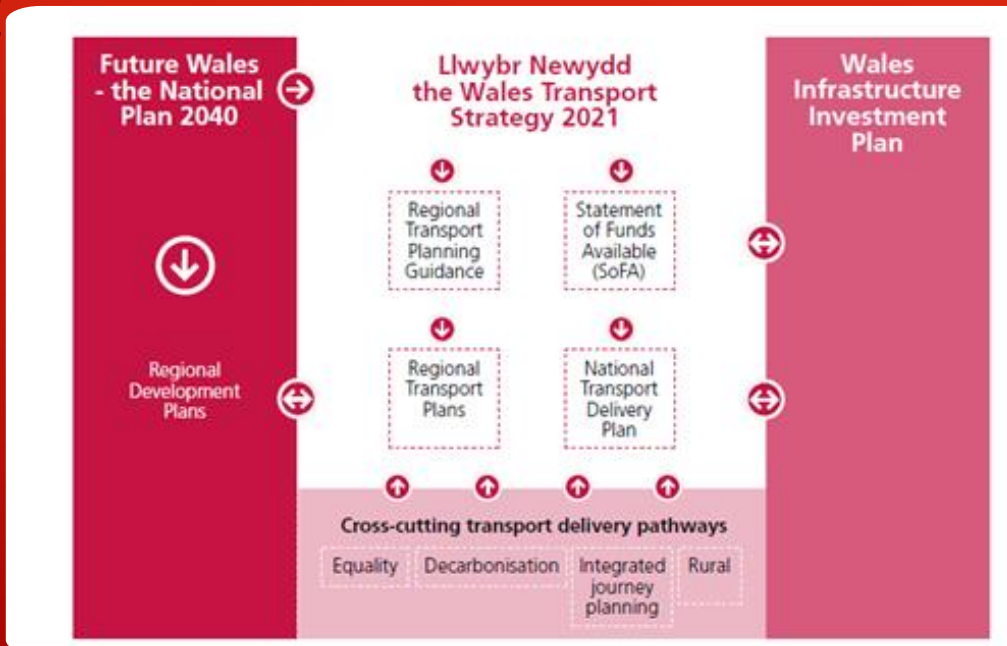 Future Wales
- the National
Plan 2040
Llwybr Newydd
the Wales Transport
Strategy 2021
Wales
Infrastructure
Investment
Plan
Regional
Transport
Planning
Guidance
Statement
of Funds
Available
(SoFA)
Regional
Development
Plans
Regional
Transport
Plans
National
Transport
Delivery
Plan
Cross-cutting transport delivery pathways
Equality
Decarbonisation
Integrated
journey
planning
Rural